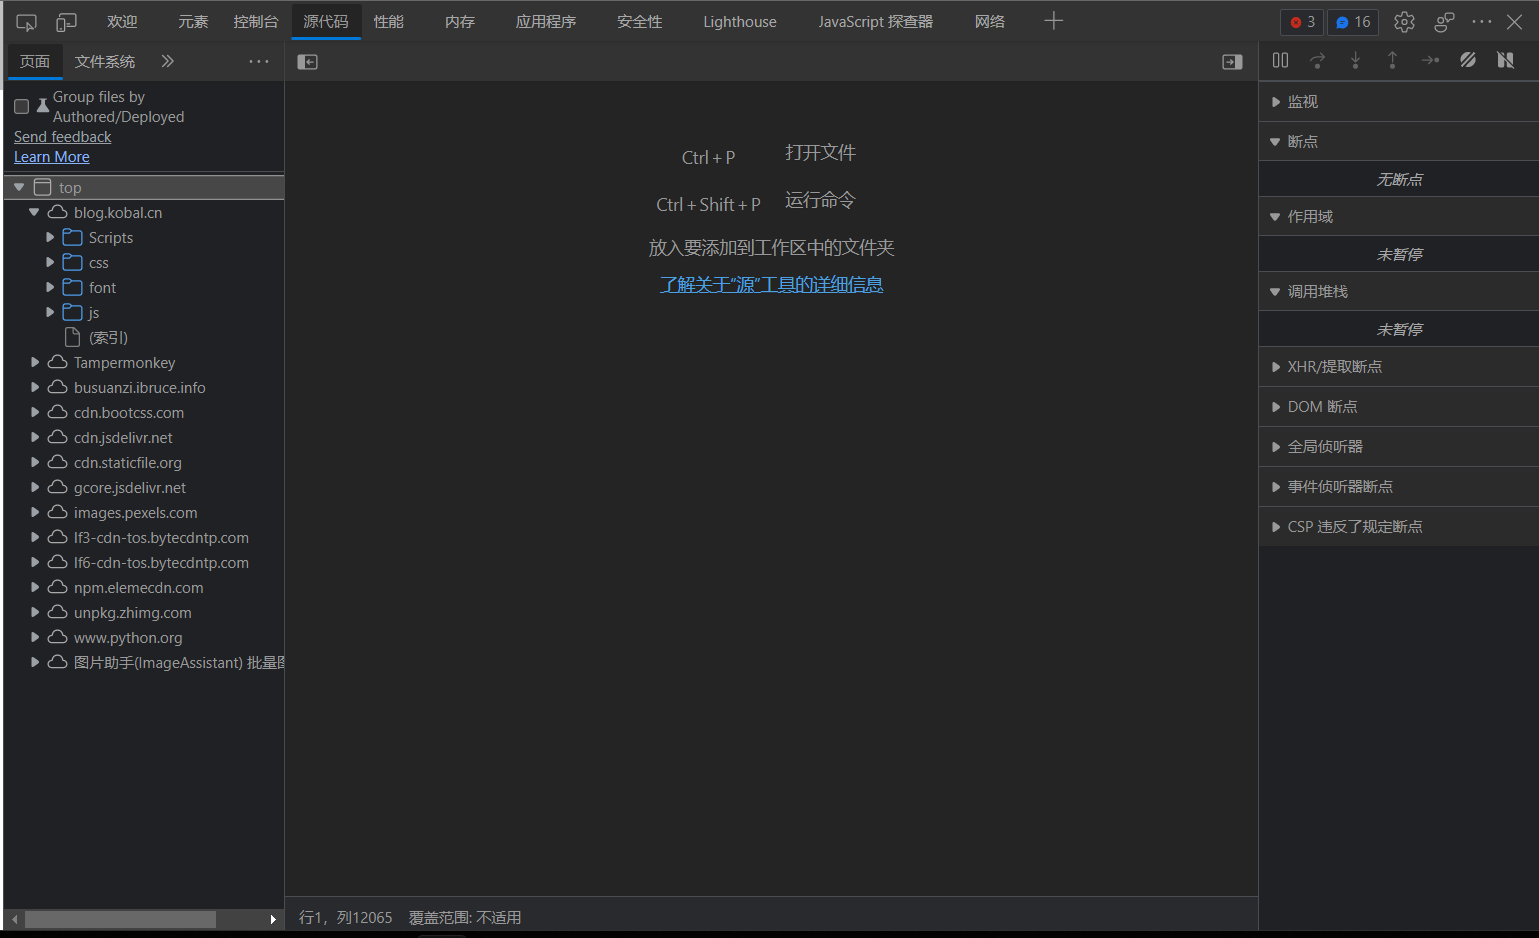 欢迎 元素 控制台 源代码 性能 内存 应用程序 安全性 Lighthouse JavaScript 探查器 网络 3 16
页面 文件系统
Group files by
Authored/Deployed
Send feedback
Learn More
top
blog.kobal.cn
Scripts
css
font
js
(索引)
Tampermonkey
busuanzi.ibruce.info
cdn.bootcss.com
cdn.jsdelivr.net
cdn.staticfile.org
gcore.jsdelivr.net
images.pexels.com
lf3-cdn-tos.bytecdntp.com
lf6-cdn-tos.bytecdntp.com
npm.elemecdn.com
unpkg.zhimg.com
www.python.org
图片助手(ImageAssistant) 批量图
Ctrl + P 打开文件
Ctrl + Shift + P 运行命令
放入要添加到工作区中的文件夹
了解关于“源”工具的详细信息
行1，列12065 覆盖范围: 不适用
监视
断点
无断点
作用域
未暂停
调用堆栈
未暂停
XHR/提取断点
DOM 断点
全局侦听器
事件侦听器断点
CSP 违反了规定断点